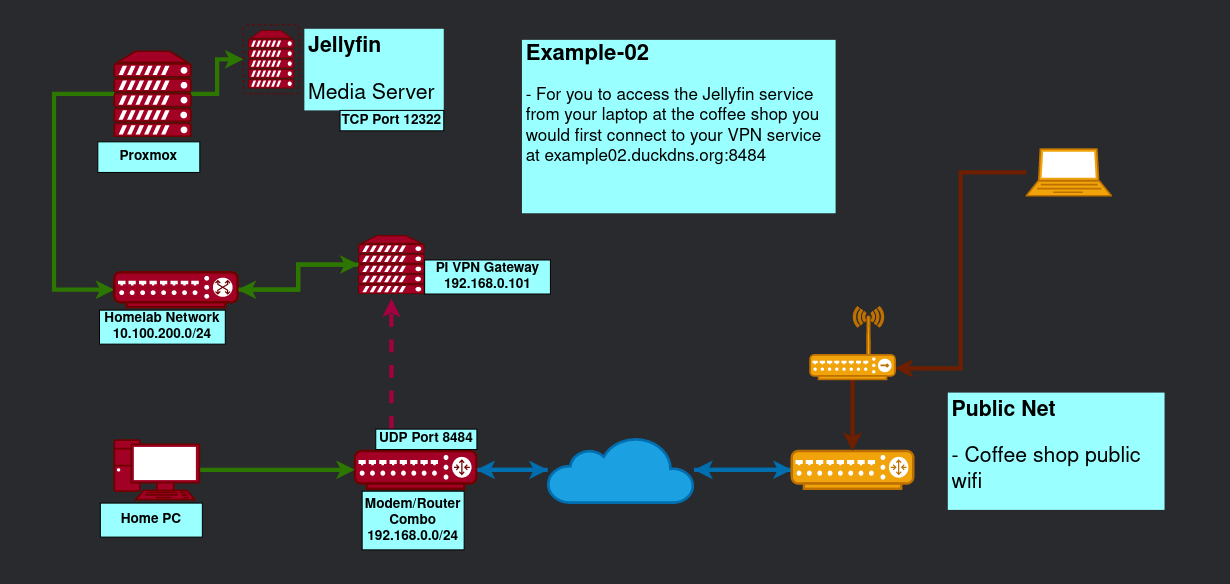 Jellyfin
Media Server
TCP Port 12322
Proxmox
Example-02
- For you to access the Jellyfin service
from your laptop at the coffee shop you
would first connect to your VPN service
at example02.duckdns.org:8484
PI VPN Gateway
192.168.0.101
Homelab Network
10.100.200.0/24
UDP Port 8484
Modem/Router
Combo
192.168.0.0/24
Home PC
Public Net
- Coffee shop public
wifi